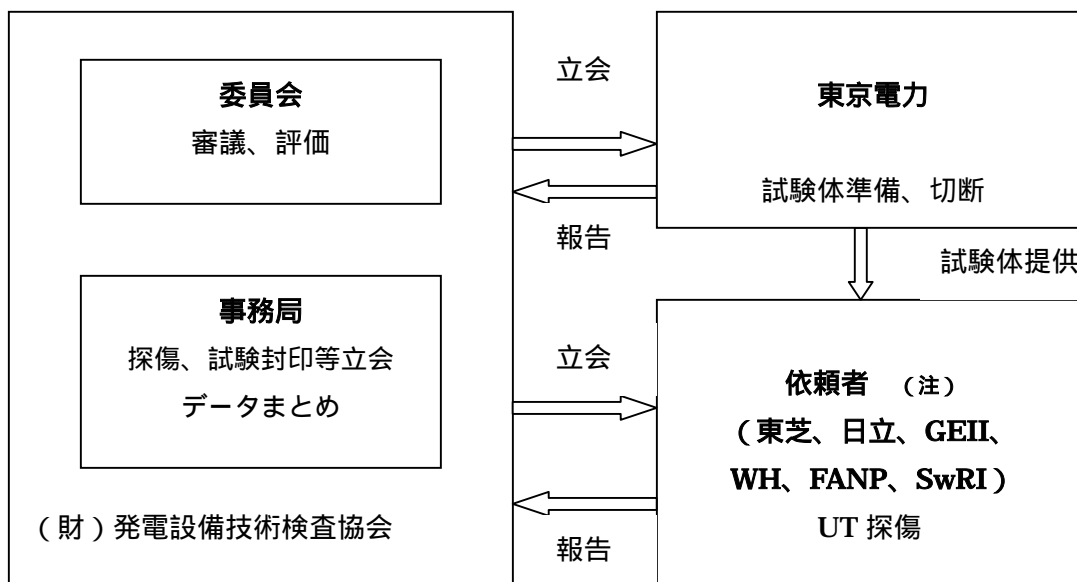 委員会
審議、評価
事務局
探傷、試験封印等立会
データまとめ
(財)発電設備技術検査協会
立会
報告
東京電力
試験体準備、切断
試験体提供
立会
報告
依頼者 (注)
(東芝、日立、GEII、
WH、FANP、SwRI)
UT 探傷